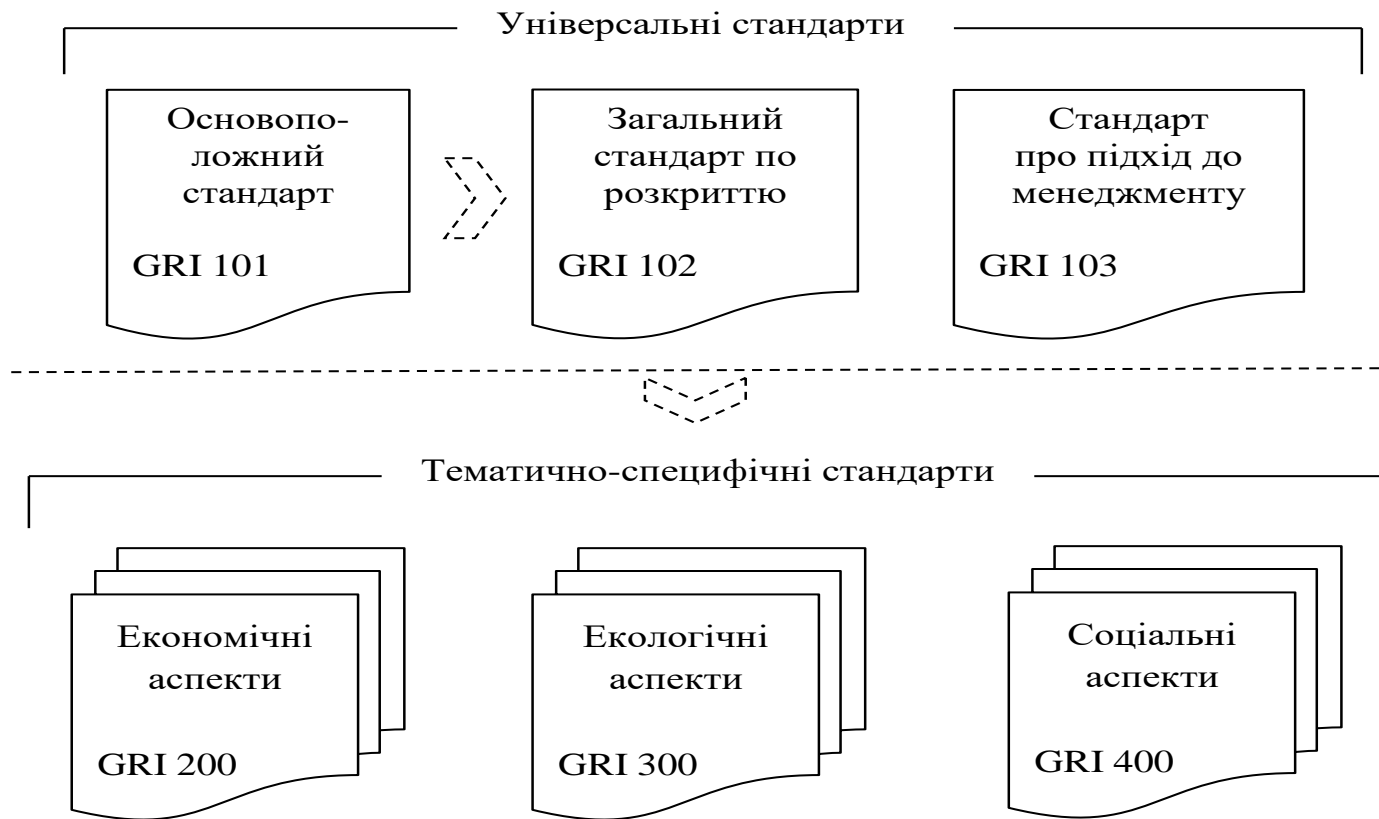 Універсальні стандарти
Основопо-
ложний
стандарт
GRI 101
Загальний
стандарт по
розкриттю
GRI 102
Стандарт
про підхід до
менеджменту
GRI 103
Тематично-специфічні стандарти
Економічні
аспекти
GRI 200
Екологічні
аспекти
GRI 300
Соціальні
аспекти
GRI 400